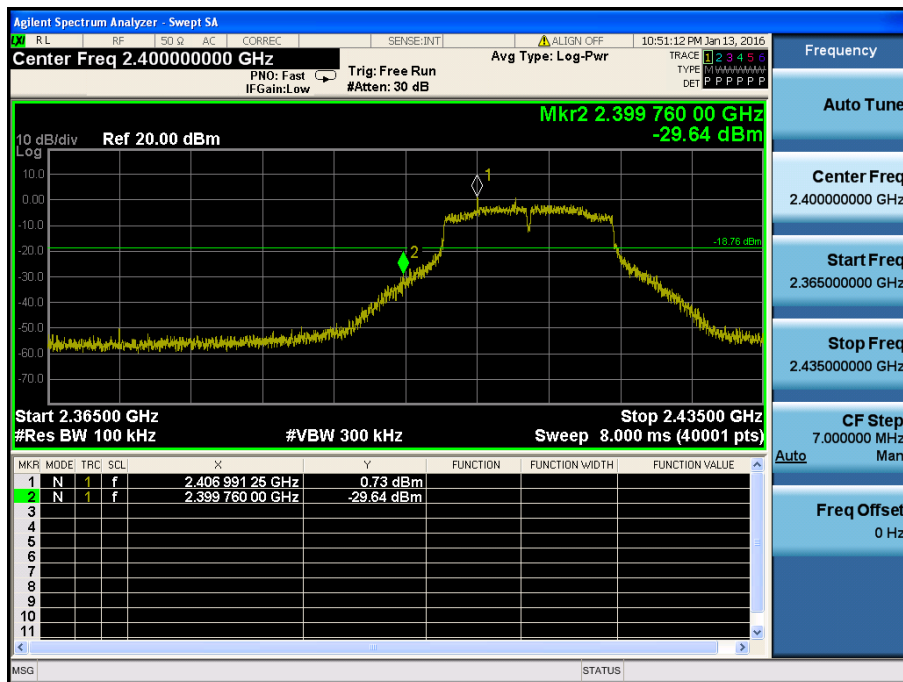 Agilent Spectrum Analyzer - Swept SA
LXI RL RF 50 Ω AC CORREC SENSE:INT ALIGN OFF 10:51:12 PM Jan 13, 2016
Center Freq 2.400000000 GHz
PNO: Fast
IFGain:Low
Trig: Free Run
#Atten: 30 dB
Avg Type: Log-Pwr
TRACE 1 2 3 4 5 6
TYPE MWWWWW
DET P P P P P P
Mkr2 2.399 760 00 GHz
-29.64 dBm
10 dB/div Ref 20.00 dBm
Log
10.0
0.00
-10.0
-20.0
-30.0
-40.0
-50.0
-60.0
-70.0
1
2
-18.76 dBm
Start 2.36500 GHz Stop 2.43500 GHz
#Res BW 100 kHz #VBW 300 kHz Sweep 8.000 ms (40001 pts)
MKR MODE TRC SCL X Y FUNCTION FUNCTION WIDTH FUNCTION VALUE
1 N 1 f 2.406 991 25 GHz 0.73 dBm
2 N 1 f 2.399 760 00 GHz -29.64 dBm
3
4
5
6
7
8
9
10
11
MSG STATUS
Frequency
Auto Tune
Center Freq
2.400000000 GHz
Start Freq
2.365000000 GHz
Stop Freq
2.435000000 GHz
CF Step
7.000000 MHz
Auto Man
Freq Offset
0 Hz